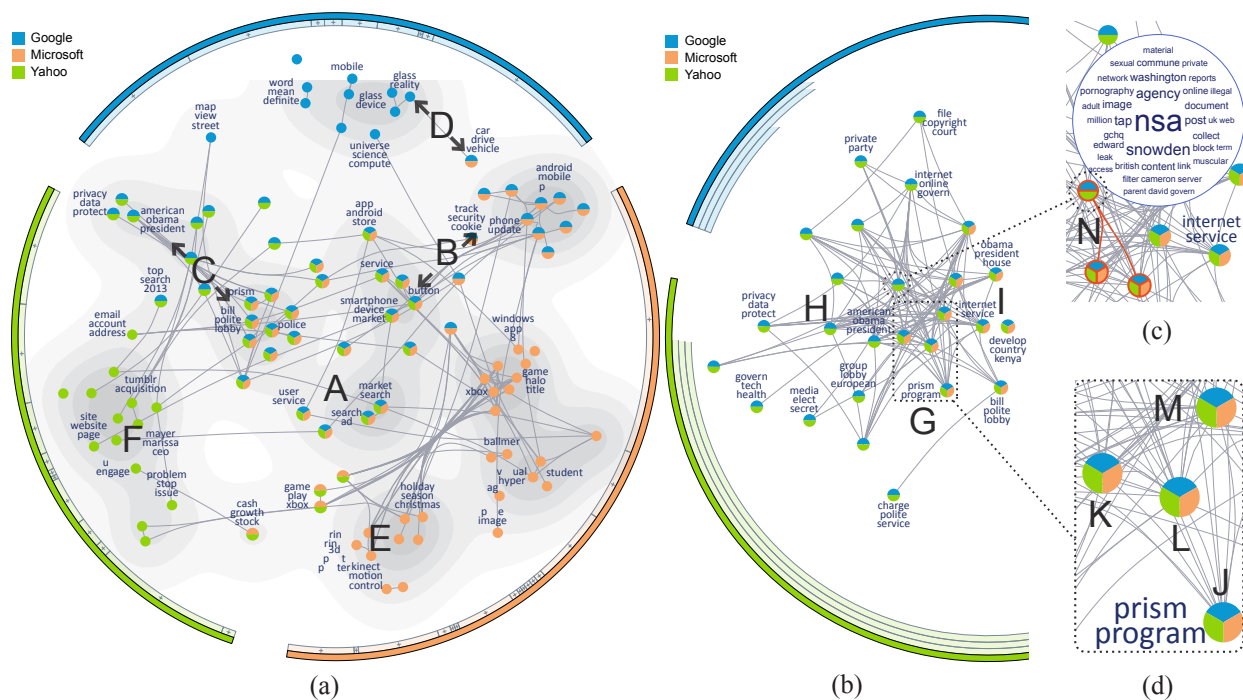 Google
Microsoft
Yahoo
mobile
word
mean
definite
glass
reality
glass
device
D
map
view
street
universe
science
compute
car
drive
vehicle
android
mobile
p
privacy
data
protect
american
obama
president
app
android
store
track
security
cookie
phone
update
B
C
top
search
2013
service
prism
button
bill
polite
lobby
police
smartphone
device
market
email
account
address
windows
app
8
A
tumblr
acquisition
market
search
game
halo
title
xbox
user
service
search
ad
site
website
page
F
mayer
marissa
ceo
ballmer
u
engage
problem
stop
issue
v
ual
hyper
student
game
play
xbox
holiday
season
christmas
ag
cash
growth
stock
p
e
image
E
rin
rin
3d
t
p
p
ter
kinect
motion
control
(a)
Google
Microsoft
Yahoo
file
copyright
court
private
party
internet
online
govern
obama
president
house
I
privacy
data
protect
H
american
obama
president
internet
service
develop
country
kenya
govern
tech
health
group
lobby
european
media
elect
secret
prism
program
bill
polite
lobby
G
charge
polite
service
(b)
material
sexual commune private
network washington reports
pornography agency online illegal
adult image document
million tap nsa post uk web
gchq collect
edward snowden block term
leak muscular
access british content link
filter cameron server
parent david govern
N
internet
service
(c)
M
K
L
J
prism
program
(d)